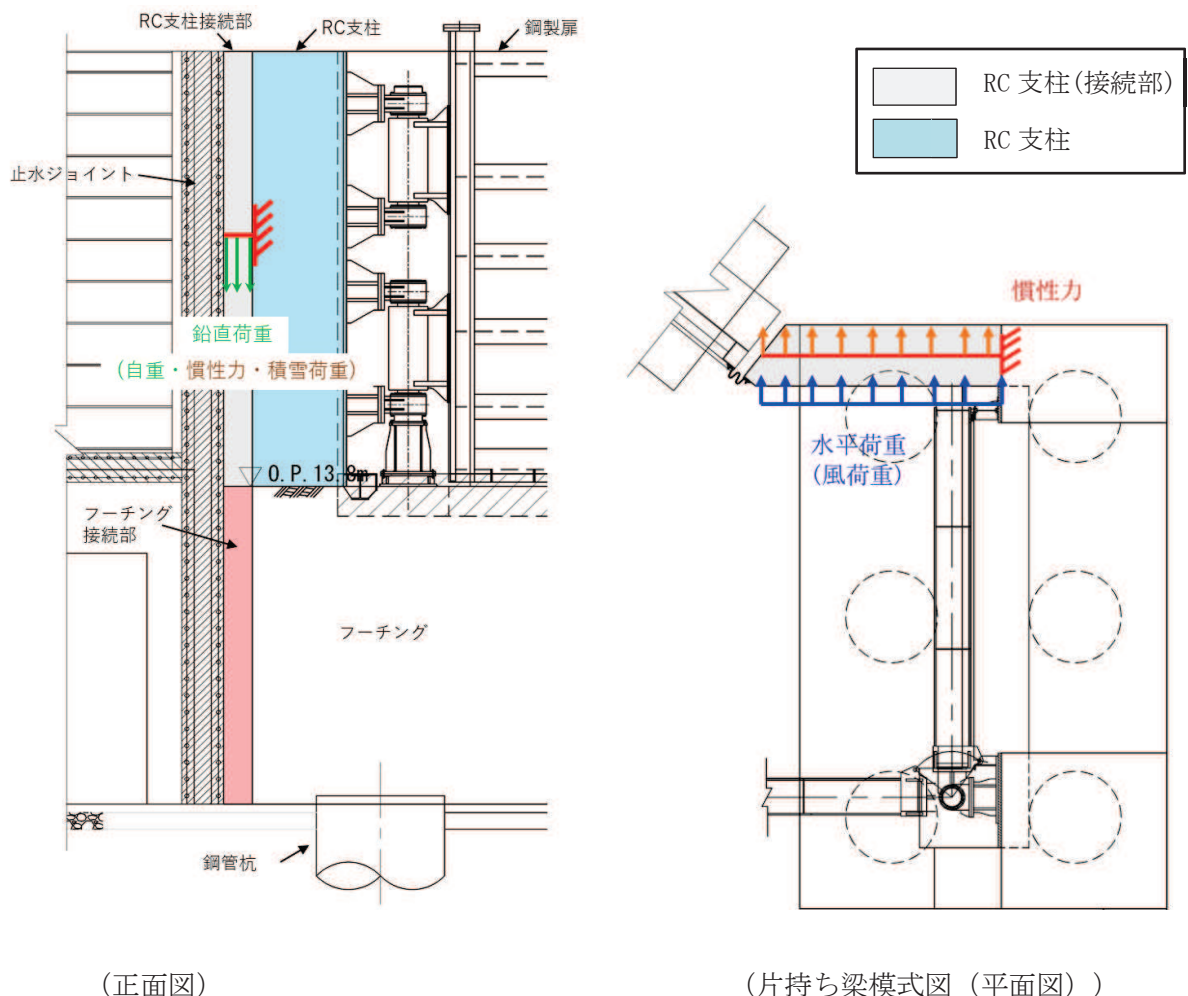 RC支柱接続部
RC支柱
鋼製扉
止水ジョイント
鉛直荷重
(自重・慣性力・積雪荷重)
O.P.13.8m
フーチング
接続部
フーチング
鋼管杭
(正面図)
RC 支柱(接続部)
RC 支柱
慣性力
水平荷重
(風荷重)
(片持ち梁模式図(平面図))